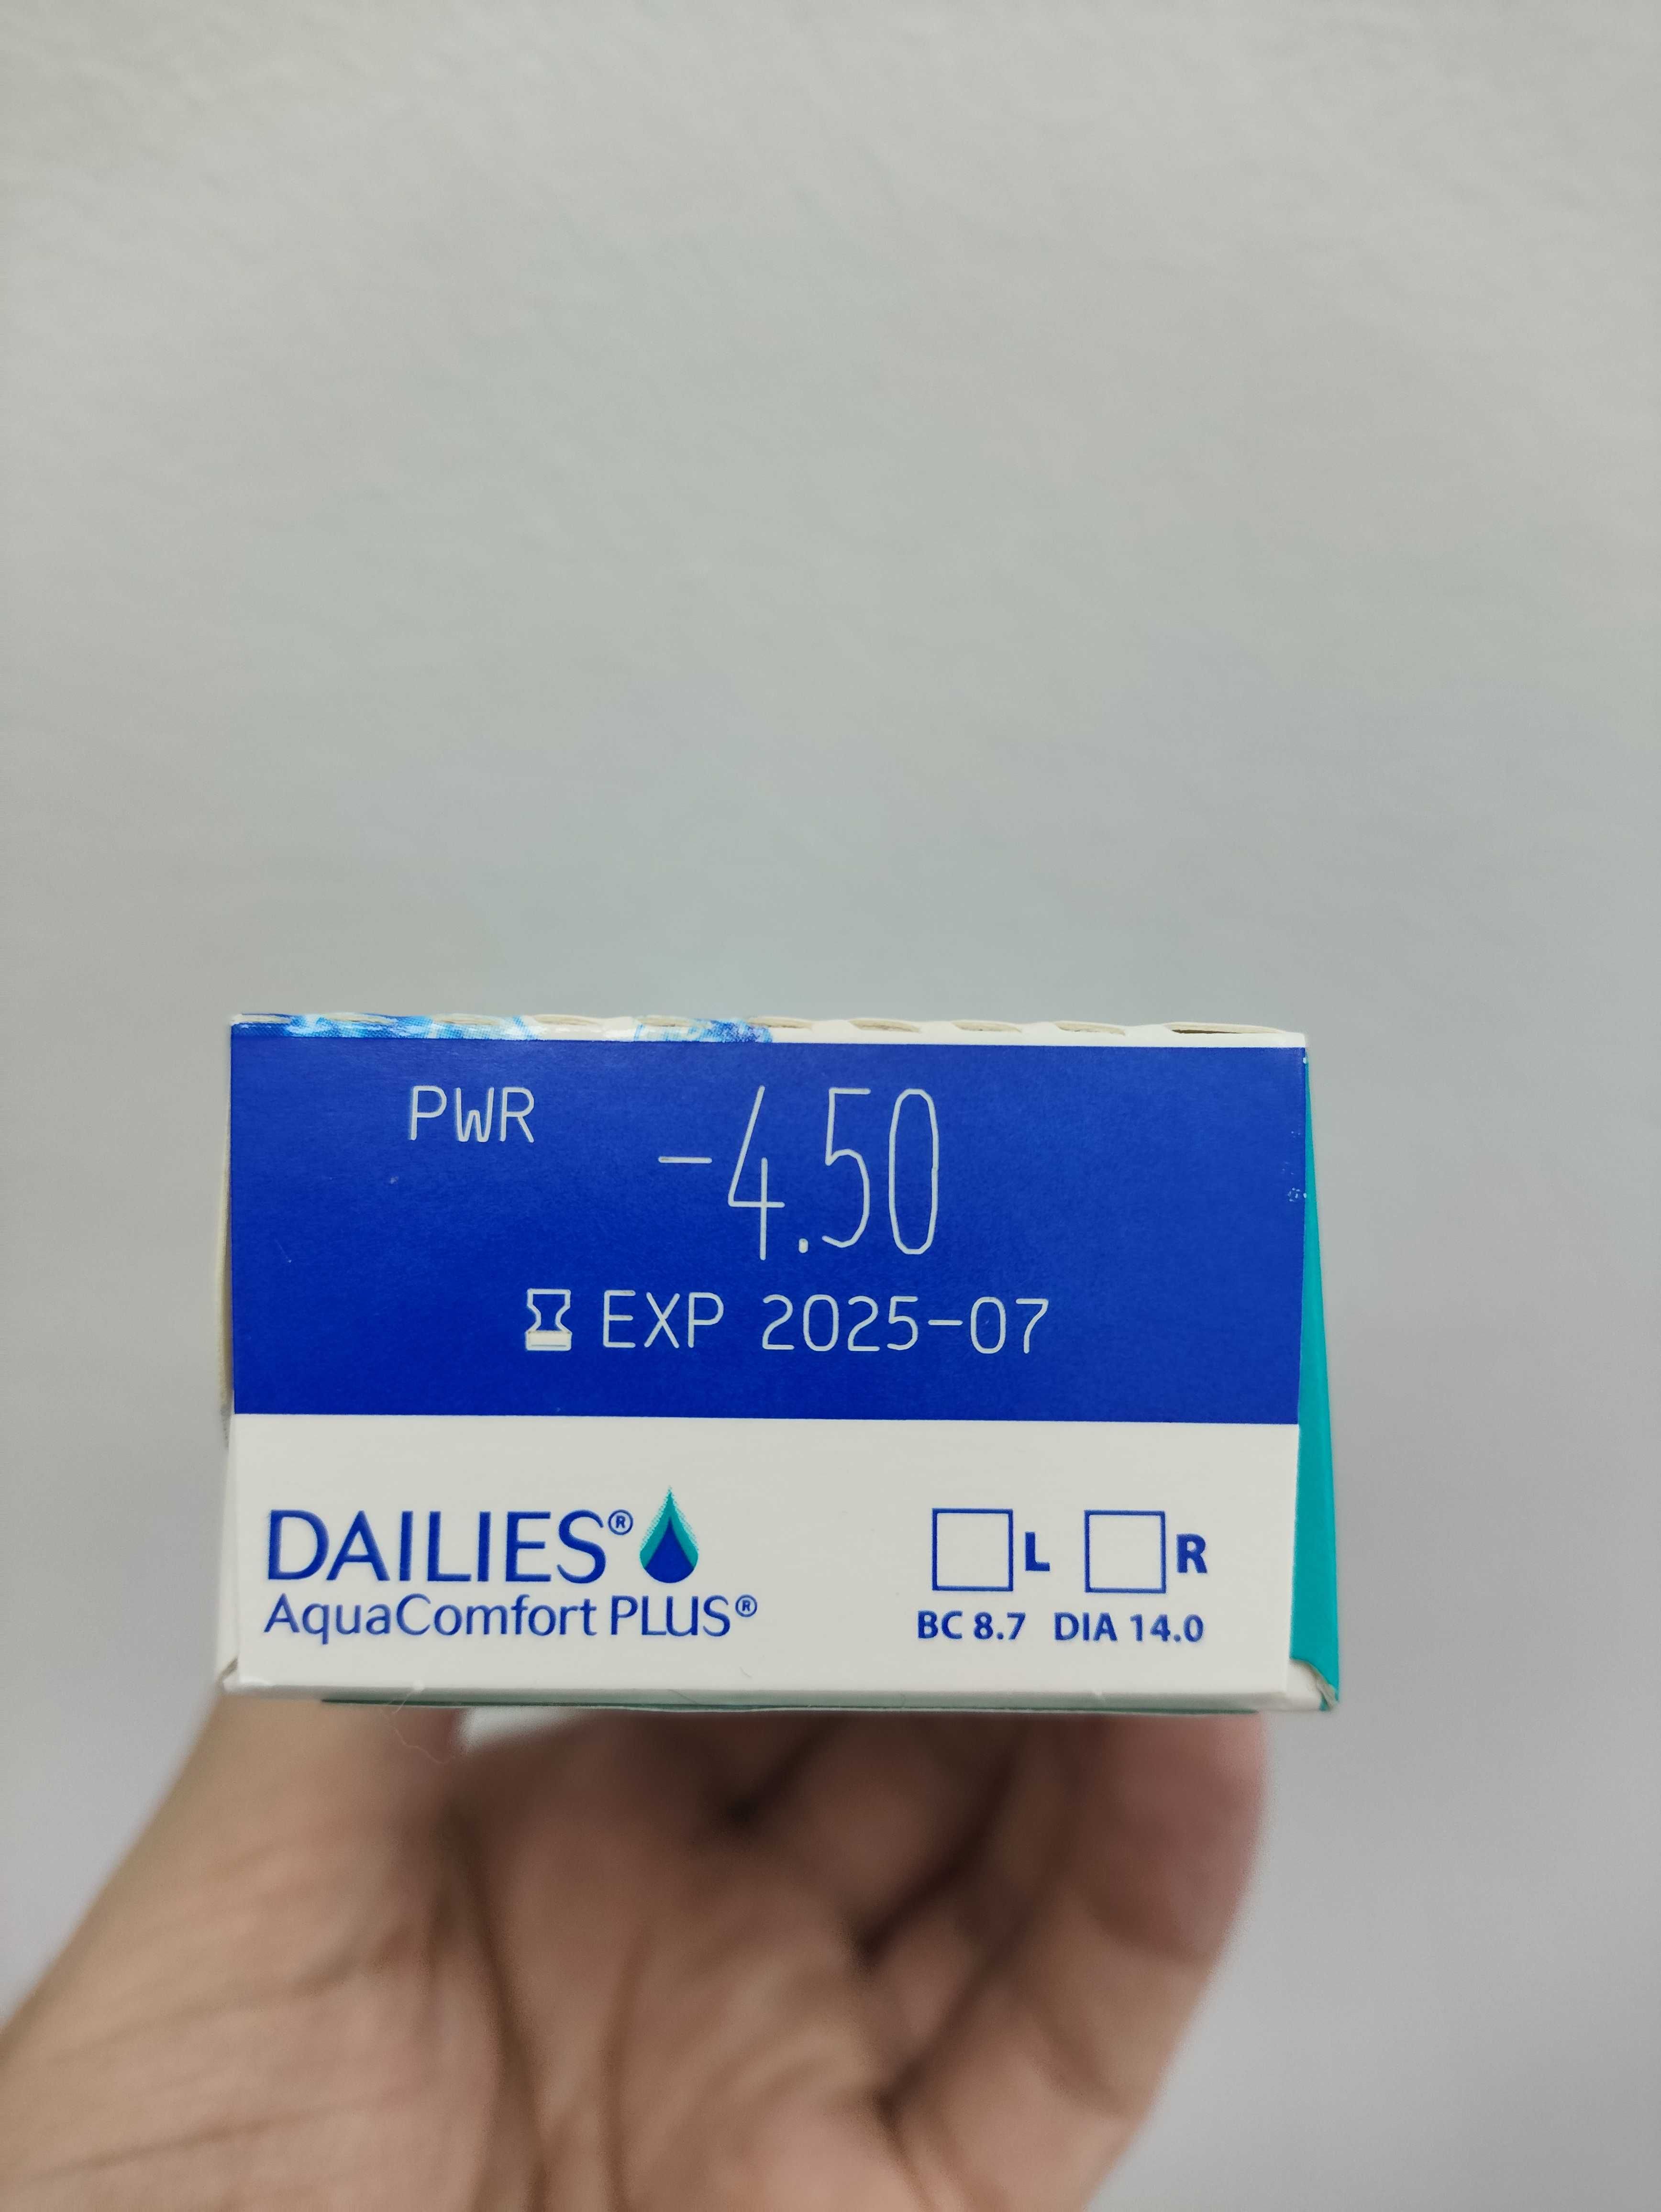 PWR -4.50
EXP 2025-07
DAILIES®
AquaComfort PLUS®
L R
BC 8.7 DIA 14.0